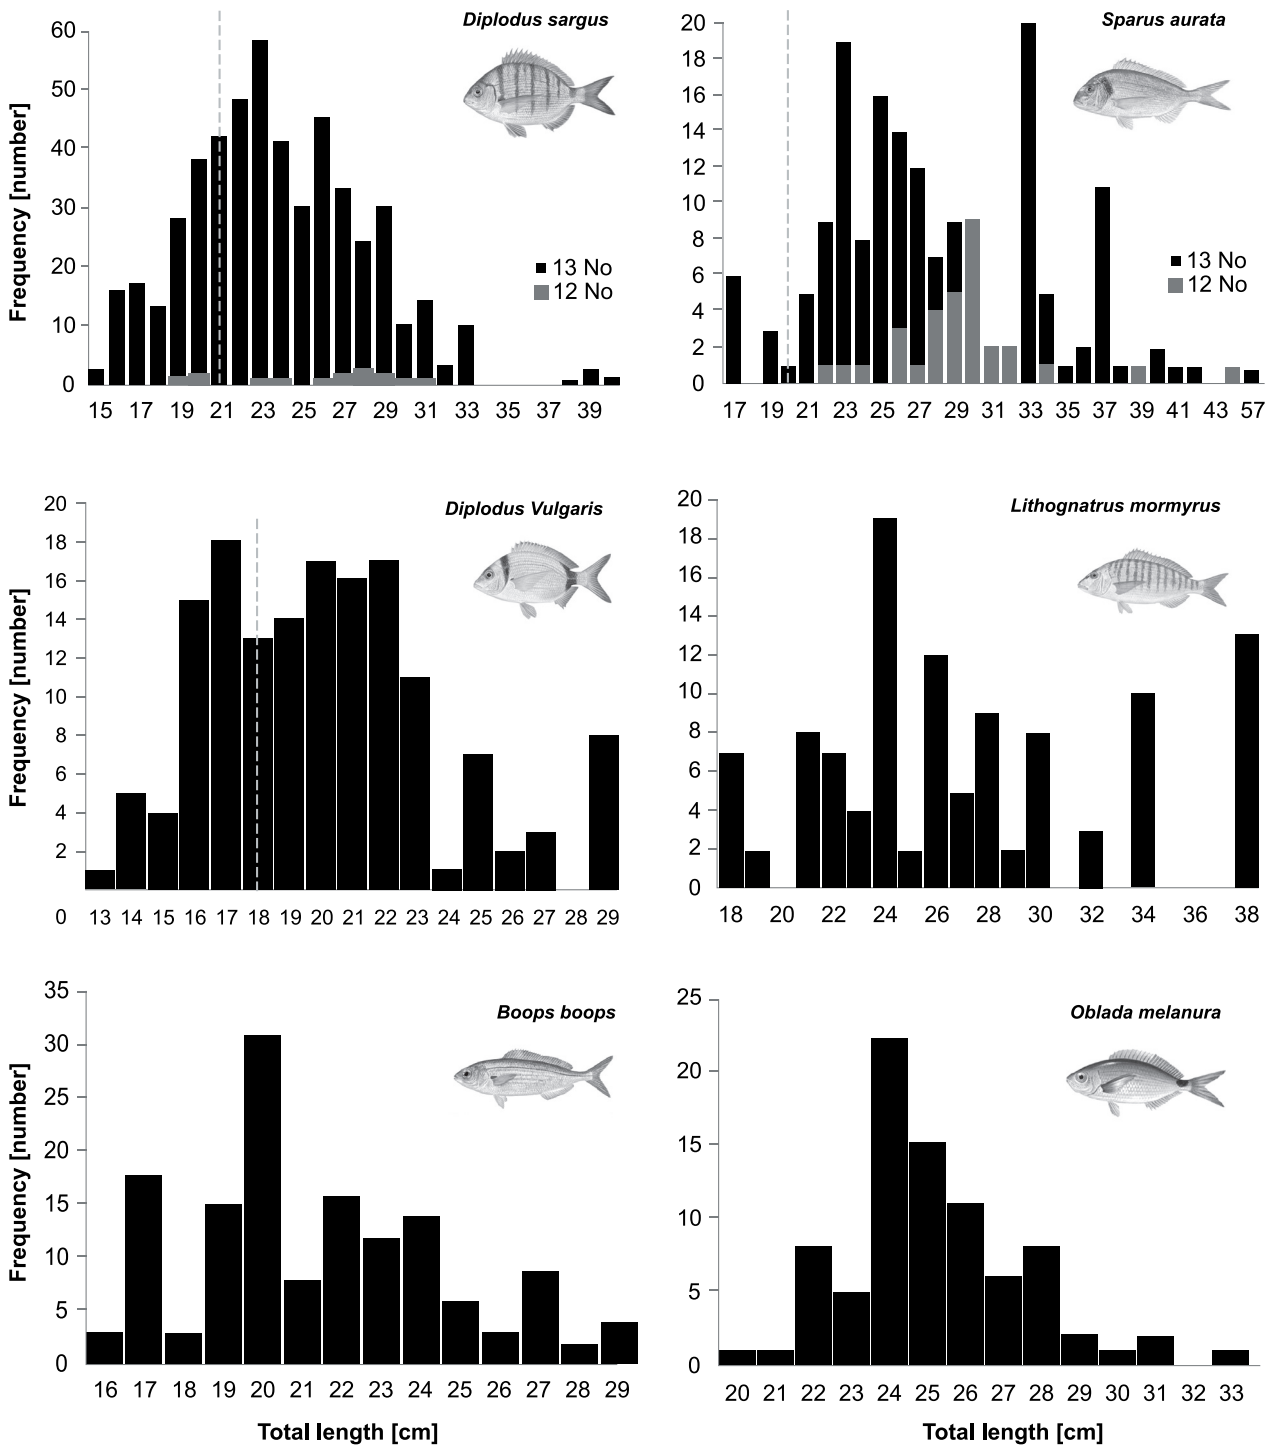 Diplodus sargus
Frequency [number]
60
50
40
30
20
10
0
13 No
12 No
15 17 19 21 23 25 27 29 31 33 35 37 39
Sparus aurata
20
18
16
14
12
10
8
6
4
2
0
13 No
12 No
17 19 21 23 25 27 29 31 33 35 37 39 41 43 57
Diplodus Vulgaris
Frequency [number]
20
18
16
14
12
10
8
6
4
2
0 13 14 15 16 17 18 19 20 21 22 23 24 25 26 27 28 29
Lithognatrus mormyrus
20
18
16
14
12
10
8
6
4
2
0
18 20 22 24 26 28 30 32 34 36 38
Boops boops
Frequency [number]
35
30
25
20
15
10
5
0
16 17 18 19 20 21 22 23 24 25 26 27 28 29
Total length [cm]
Oblada melanura
25
20
15
10
5
0
20 21 22 23 24 25 26 27 28 29 30 31 32 33
Total length [cm]